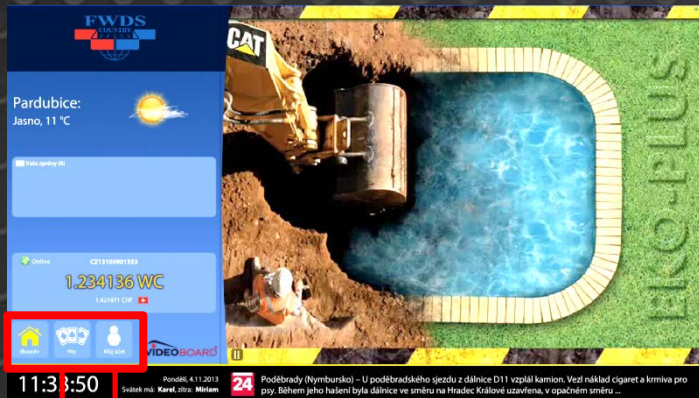 FWDS
COUNTRY
Pardubice:
Jasno, 11 °C
Vaše zprávy (0)
Online
CZ13100901353
1.234136 WC
1.421071 CHF
iBoard+
Hry
Můj účet
VIDEOBOARD
CAT
EKO-PLUS
11:33:50
Pondělí, 4.11.2013
Svátek má: Karel, zítra: Miriam
24
Poděbrady (Nymbursko) – U poděbradského sjezdu z dálnice D11 vzplál kamion. Vezl náklad cigaret a krmiva pro
psy. Během jeho hašení byla dálnice ve směru na Hradec Králové uzavřena, v opačném směru ...